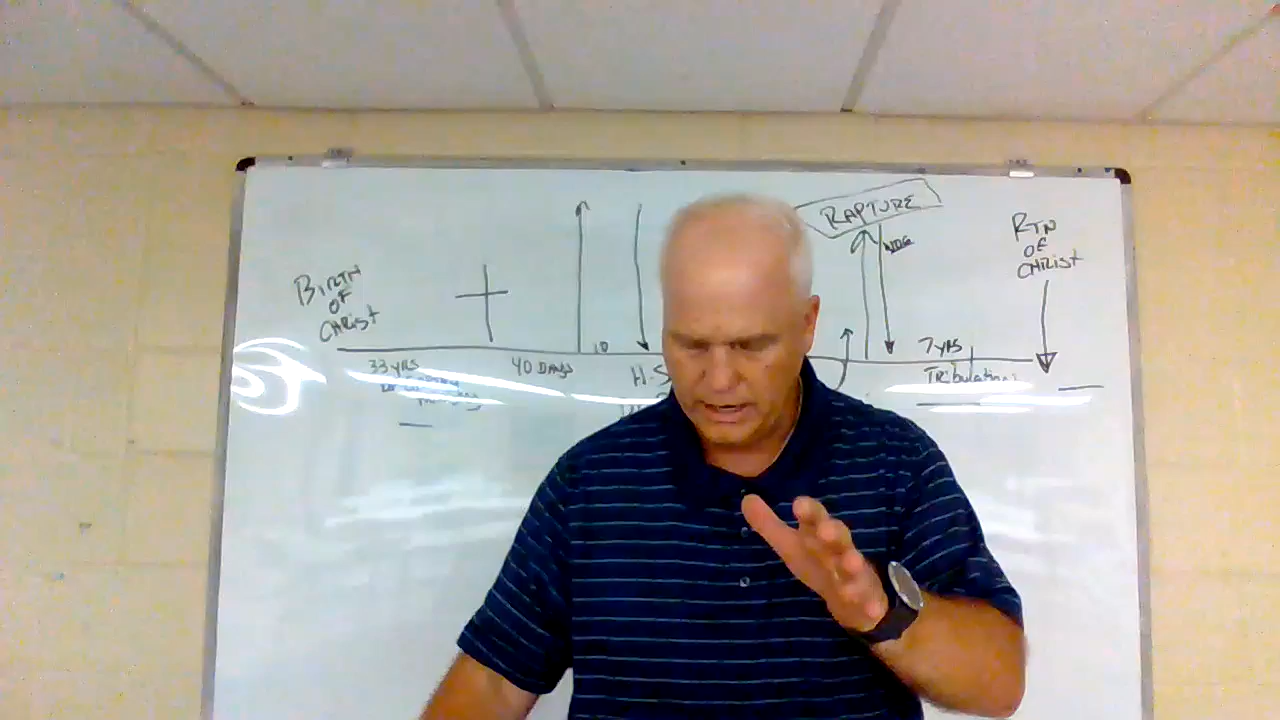 BIRTH
OF
CHRIST
RAPTURE
RTN
OF
CHRIST
33 YRS
40 DAYS
10
H.S
7 YRS
Tribulation